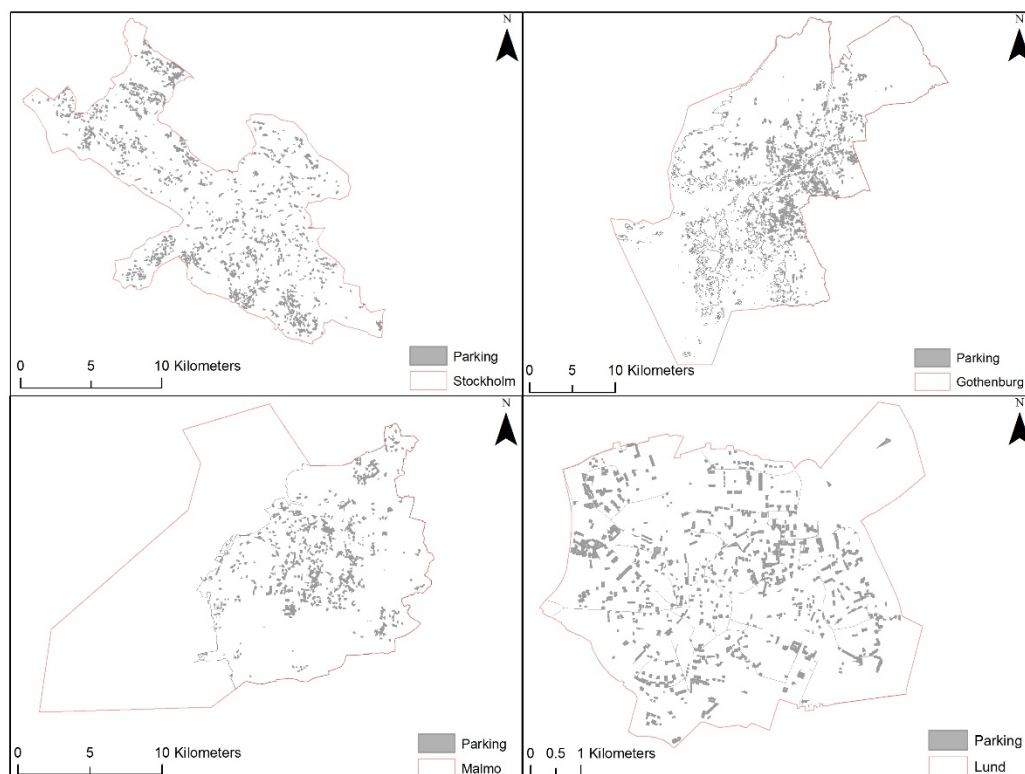 N
0 5 10 Kilometers
Parking
Stockholm
N
0 5 10 Kilometers
Parking
Gothenburg
N
0 5 10 Kilometers
Parking
Malmo
N
0 0.5 1 Kilometers
Parking
Lund